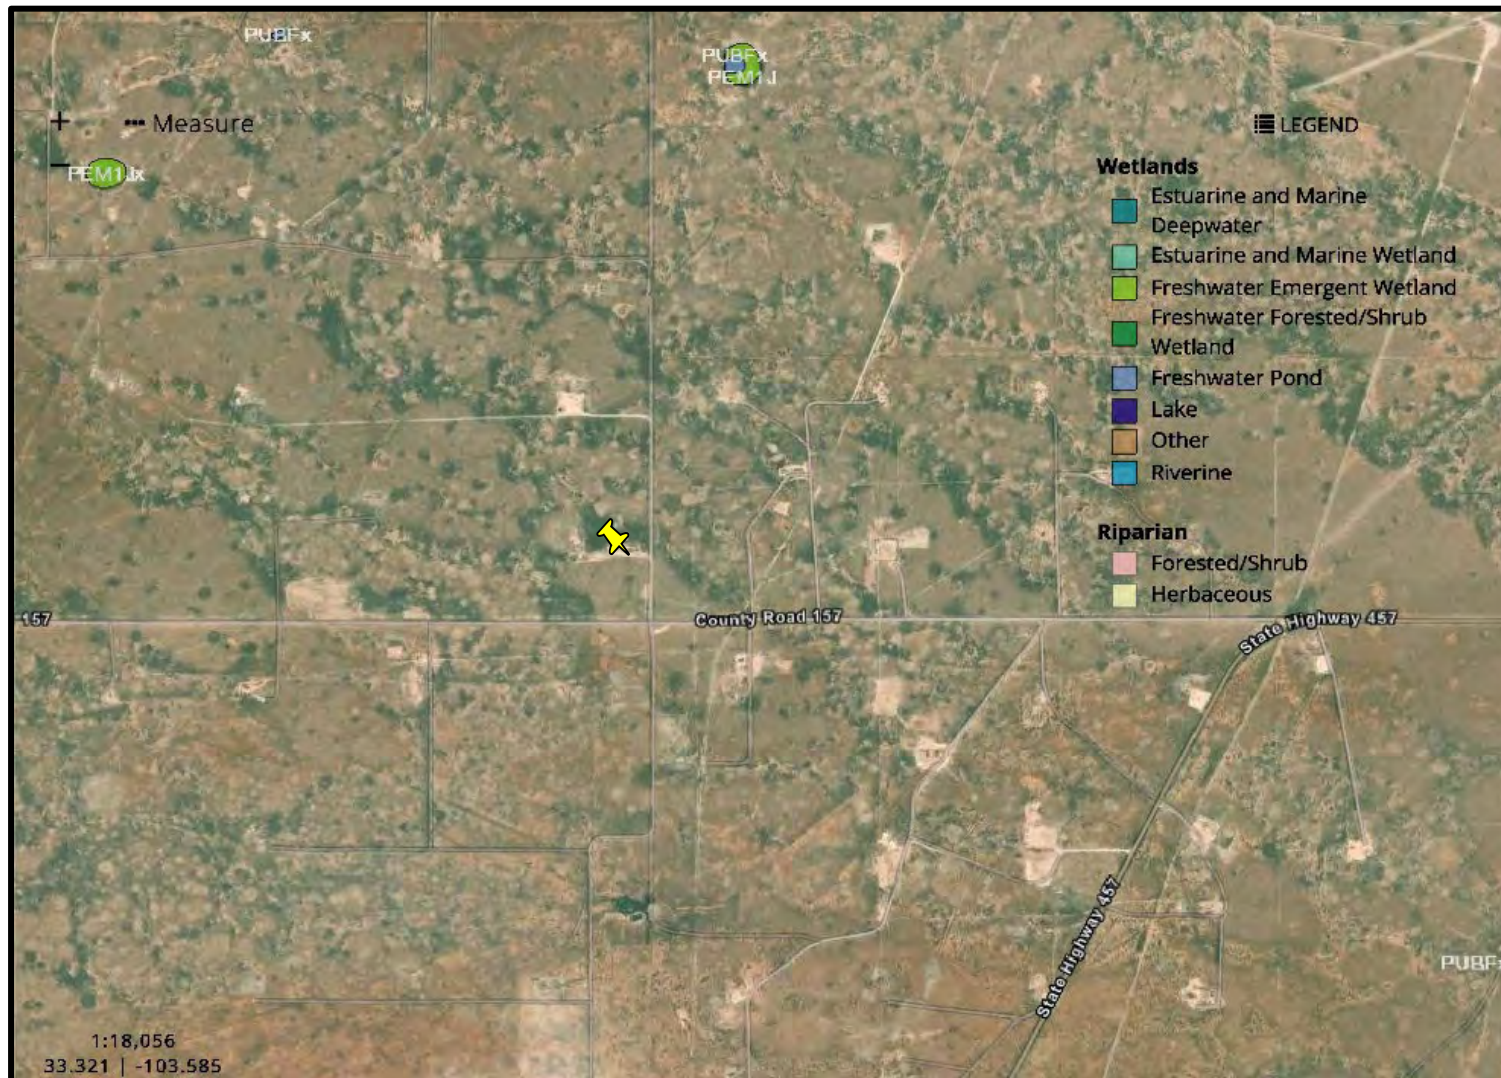 PUBFx
PUBFx
PEM1J
+
Measure
LEGEND
−
PEM1Jx
Wetlands
Estuarine and Marine
Deepwater
Estuarine and Marine Wetland
Freshwater Emergent Wetland
Freshwater Forested/Shrub
Wetland
Freshwater Pond
Lake
Other
Riverine
Riparian
Forested/Shrub
Herbaceous
157
County Road 157
State Highway 457
State Highway 457
PUBFx
1:18,056
33.321 | -103.585